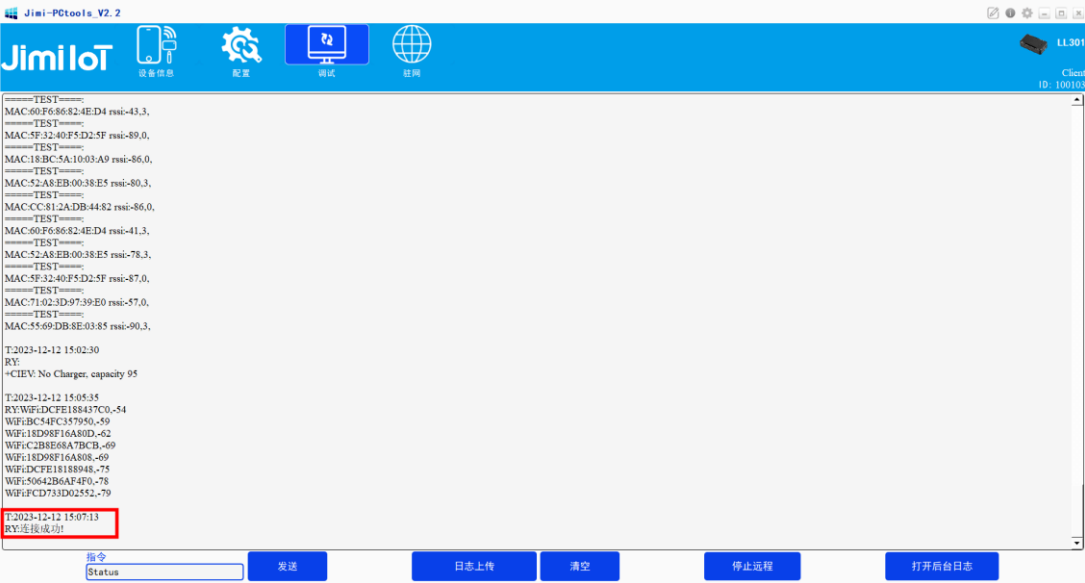 Jimi-PCtools_V2.2
JimiIoT
设备信息
配置
调试
驻网
LL301
Client
ID: 100103
=====TEST====:
MAC:60:F6:86:82:4E:D4 rssi:-43,3,
=====TEST====:
MAC:5F:32:40:F5:D2:5F rssi:-89,0,
=====TEST====:
MAC:18:BC:5A:10:03:A9 rssi:-86,0,
=====TEST====:
MAC:52:A8:EB:00:38:E5 rssi:-80,3,
=====TEST====:
MAC:CC:81:2A:DB:44:82 rssi:-86,0,
=====TEST====:
MAC:60:F6:86:82:4E:D4 rssi:-41,3,
=====TEST====:
MAC:52:A8:EB:00:38:E5 rssi:-78,3,
=====TEST====:
MAC:5F:32:40:F5:D2:5F rssi:-87,0,
=====TEST====:
MAC:71:02:3D:97:39:E0 rssi:-57,0,
=====TEST====:
MAC:55:69:DB:8E:03:85 rssi:-90,3,
T:2023-12-12 15:02:30
RY:
+CIEV: No Charger, capacity 95
T:2023-12-12 15:05:35
RY:WiFi:DCFE188437C0,-54
WiFi:BC54FC357950,-59
WiFi:18D98F16A80D,-62
WiFi:C2B8E68A7BCB,-69
WiFi:18D98F16A808,-69
WiFi:DCFE18188948,-75
WiFi:50642B6AF4F0,-78
WiFi:FCD733D02552,-79
T:2023-12-12 15:07:13
RY:连接成功!
指令
Status
发送
日志上传
清空
停止远程
打开后台日志